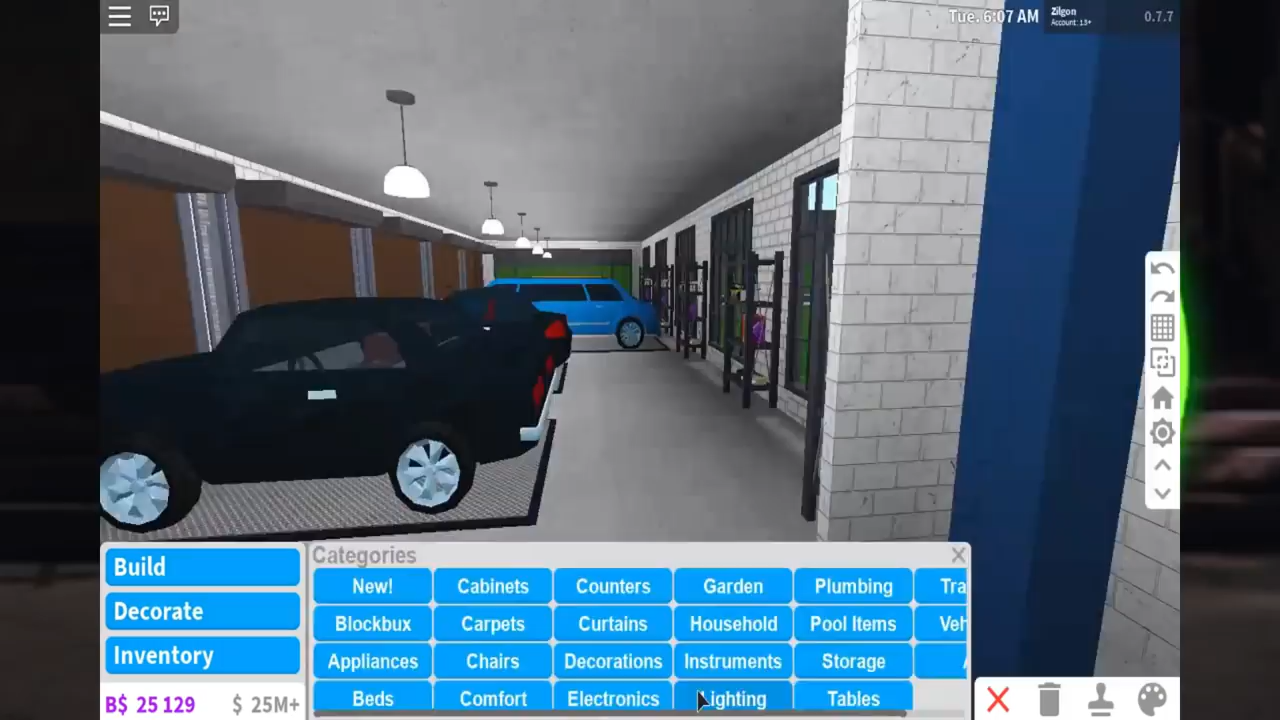 Tue. 6:07 AM
Zilgon
Account: 13+
0.7.7
Build
Decorate
Inventory
B$ 25 129
$ 25M+
Categories
New! Cabinets Counters Garden Plumbing Tra
Blockbux Carpets Curtains Household Pool Items Veh
Appliances Chairs Decorations Instruments Storage
Beds Comfort Electronics Lighting Tables